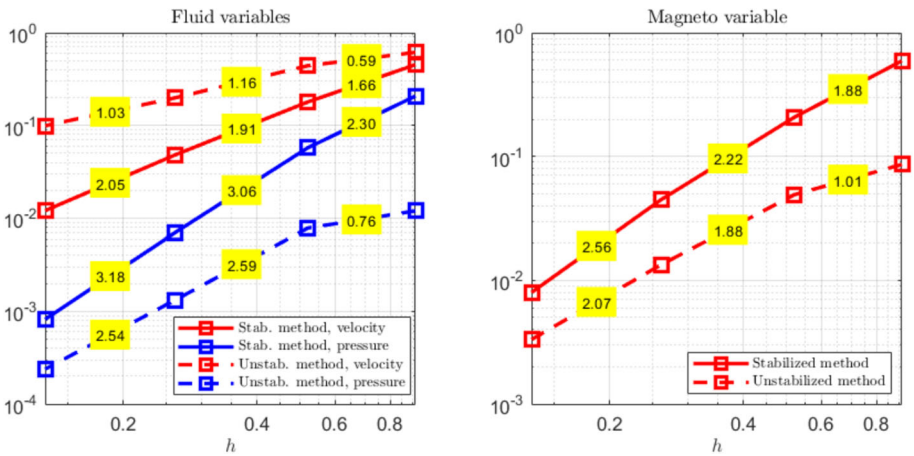 Fluid variables
10^0
10^-1
10^-2
10^-3
10^-4
0.59
1.16
1.03
1.66
1.91
2.05
2.30
3.06
3.18
0.76
2.59
2.54
Stab. method, velocity
Stab. method, pressure
Unstab. method, velocity
Unstab. method, pressure
0.2 0.4 0.6 0.8
h
Magneto variable
10^0
10^-1
10^-2
10^-3
1.88
2.22
2.56
1.01
1.88
2.07
Stabilized method
Unstabilized method
0.2 0.4 0.6 0.8
h